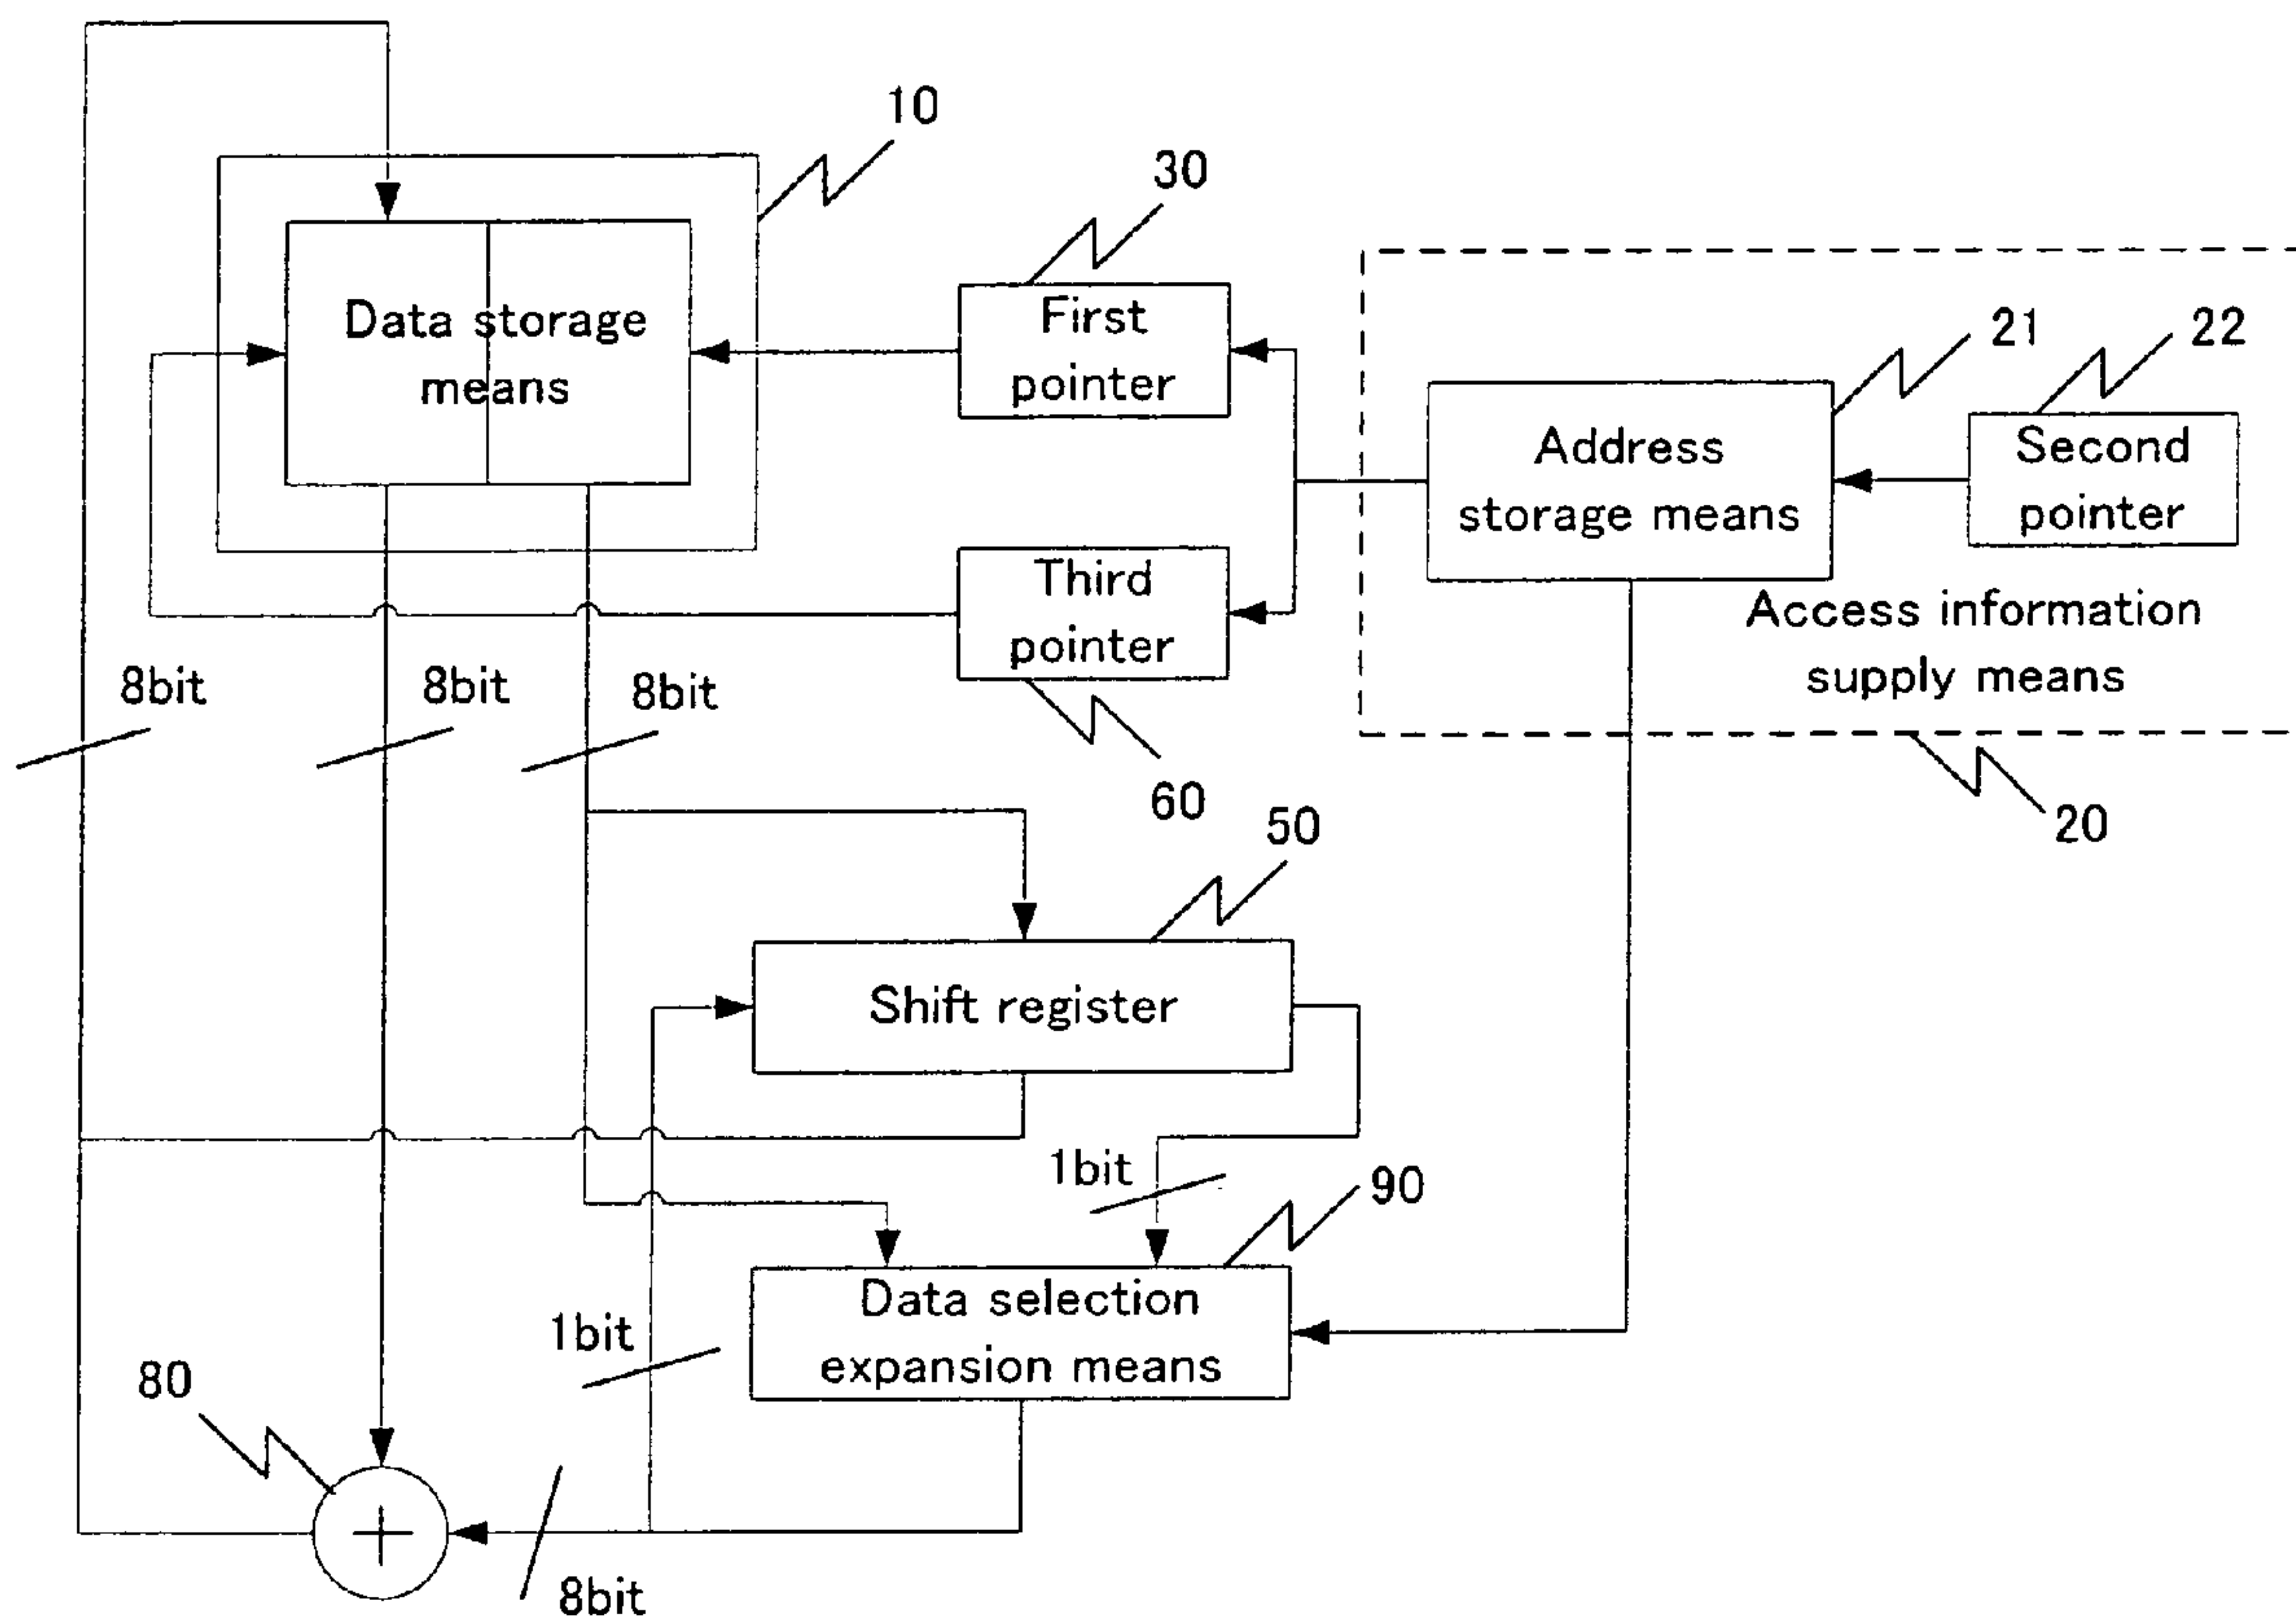 10
30
21
22
Data storage
means
First
pointer
Address
storage means
Second
pointer
Third
pointer
Access information
supply means
8bit
8bit
8bit
60
50
20
Shift register
1bit
90
Data selection
expansion means
1bit
80
8bit